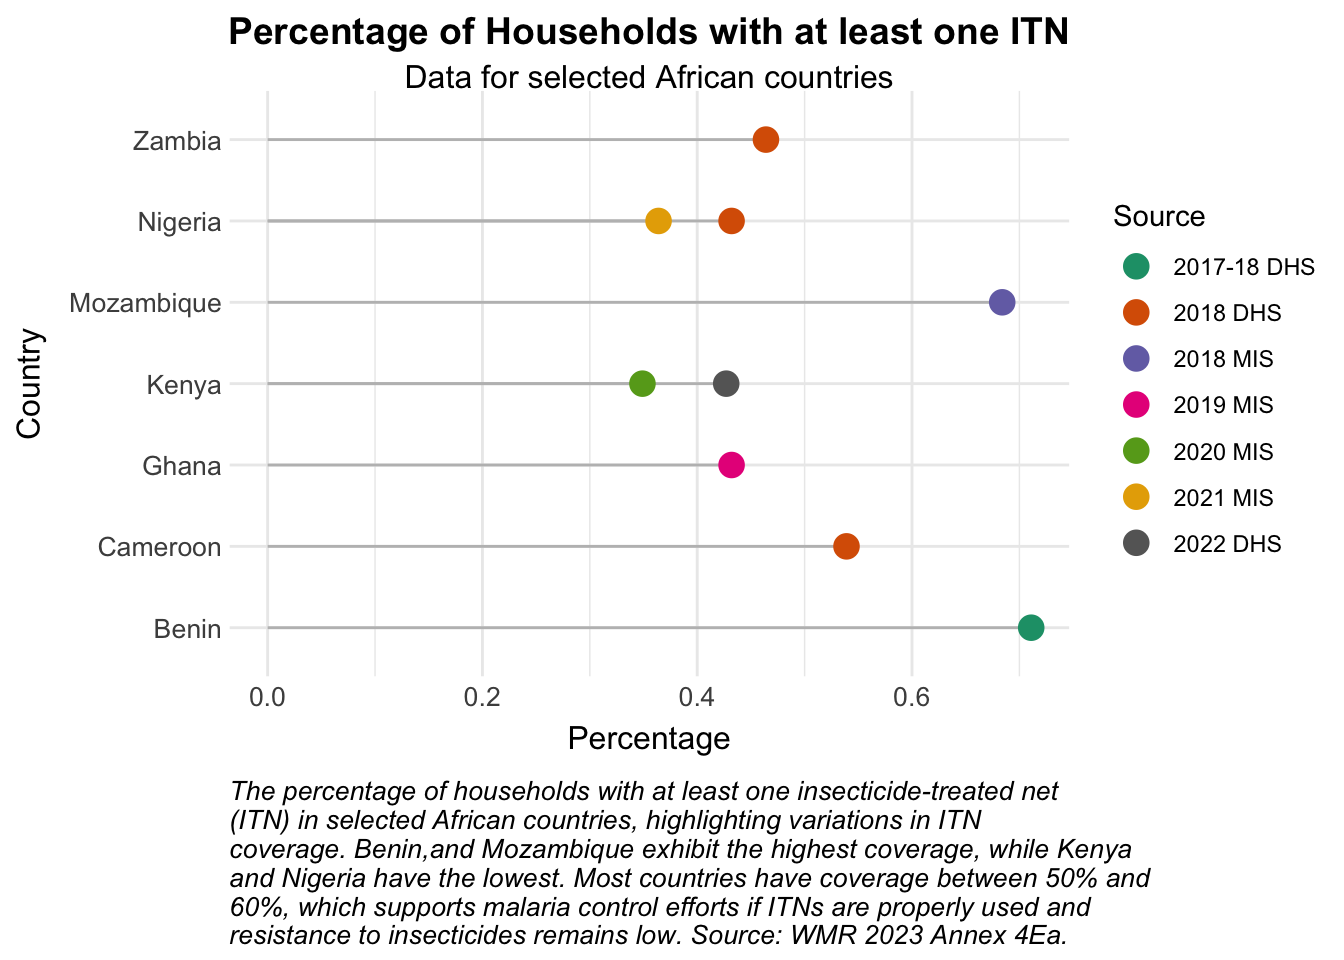 Percentage of Households with at least one ITN
Data for selected African countries
Country
Zambia
Nigeria
Mozambique
Kenya
Ghana
Cameroon
Benin
0.0 0.2 0.4 0.6
Percentage
Source
2017-18 DHS
2018 DHS
2018 MIS
2019 MIS
2020 MIS
2021 MIS
2022 DHS
The percentage of households with at least one insecticide-treated net
(ITN) in selected African countries, highlighting variations in ITN
coverage. Benin,and Mozambique exhibit the highest coverage, while Kenya
and Nigeria have the lowest. Most countries have coverage between 50% and
60%, which supports malaria control efforts if ITNs are properly used and
resistance to insecticides remains low. Source: WMR 2023 Annex 4Ea.